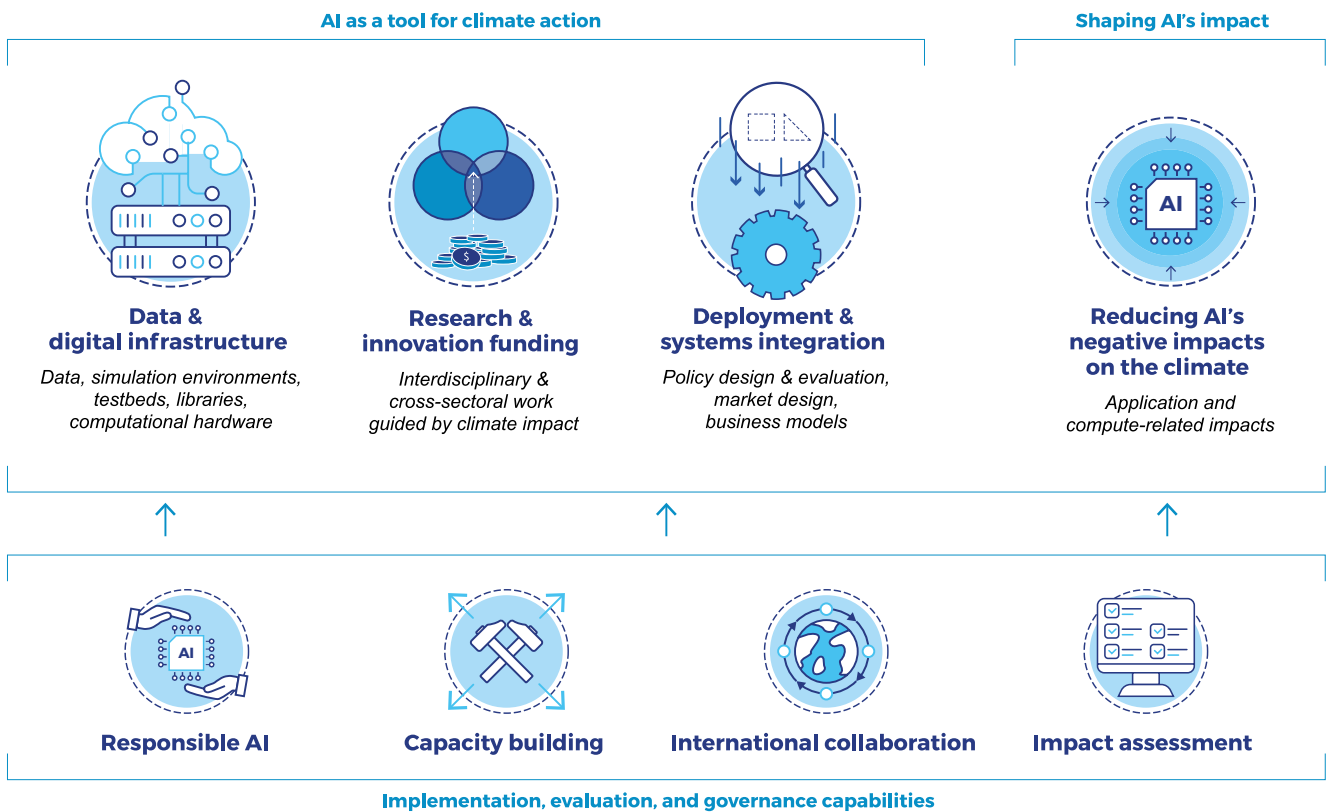 AI as a tool for climate action
Shaping AI’s impact
Data &
digital infrastructure
Data, simulation environments,
testbeds, libraries,
computational hardware
$
Research &
innovation funding
Interdisciplinary &
cross-sectoral work
guided by climate impact
Deployment &
systems integration
Policy design & evaluation,
market design,
business models
AI
Reducing AI’s
negative impacts
on the climate
Application and
compute-related impacts
AI
Responsible AI
Capacity building
International collaboration
Impact assessment
Implementation, evaluation, and governance capabilities